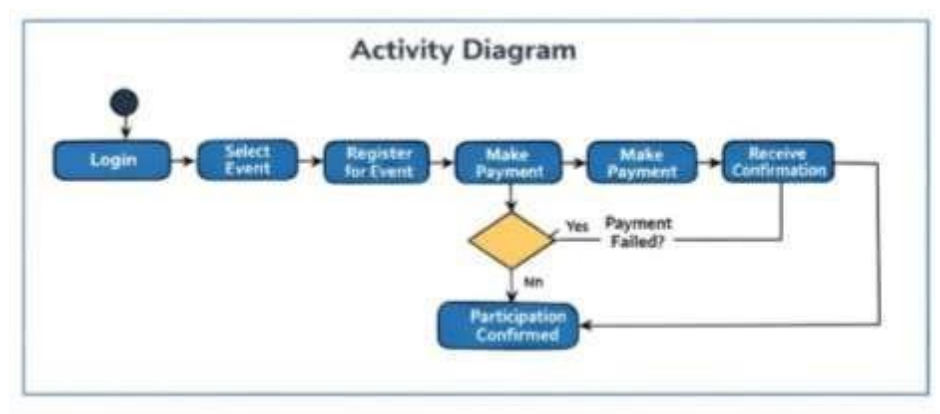 Activity Diagram
Login
Select
Event
Register
for Event
Make
Payment
Make
Payment
Receive
Confirmation
Yes
Payment
Failed?
Nn
Participation
Confirmed